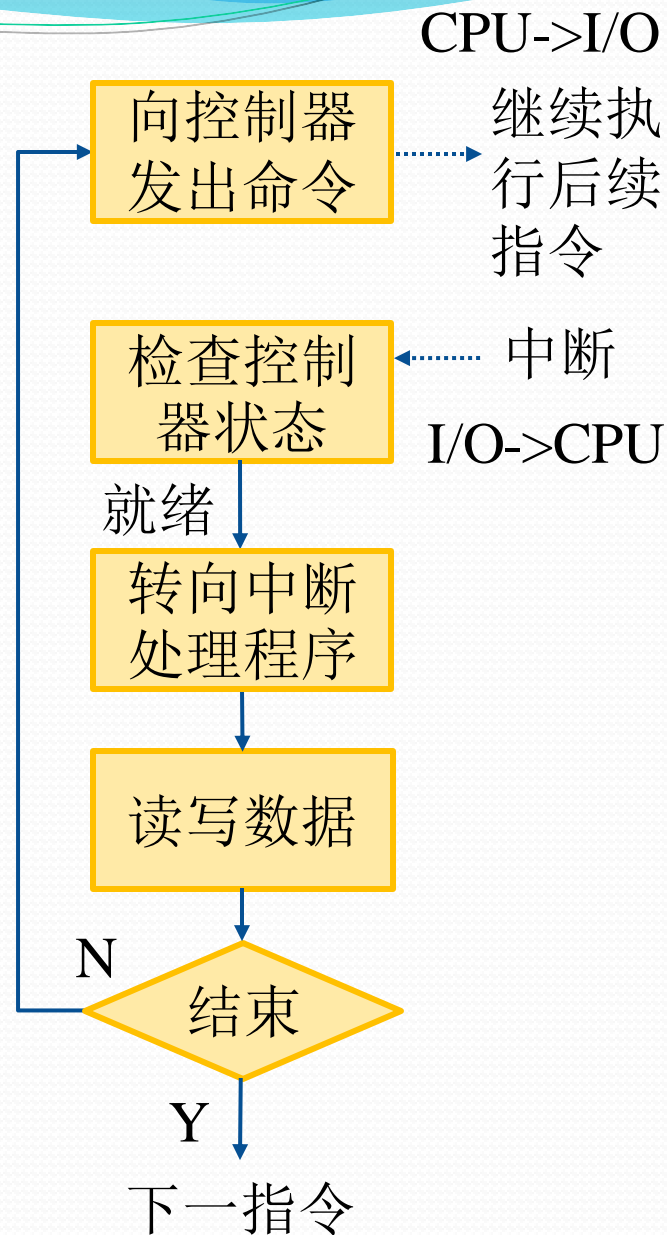 CPU->I/O
向控制器
发出命令
继续执
行后续
指令
检查控制
器状态
中断
I/O->CPU
就绪
转向中断
处理程序
读写数据
N
结束
Y
下一指令